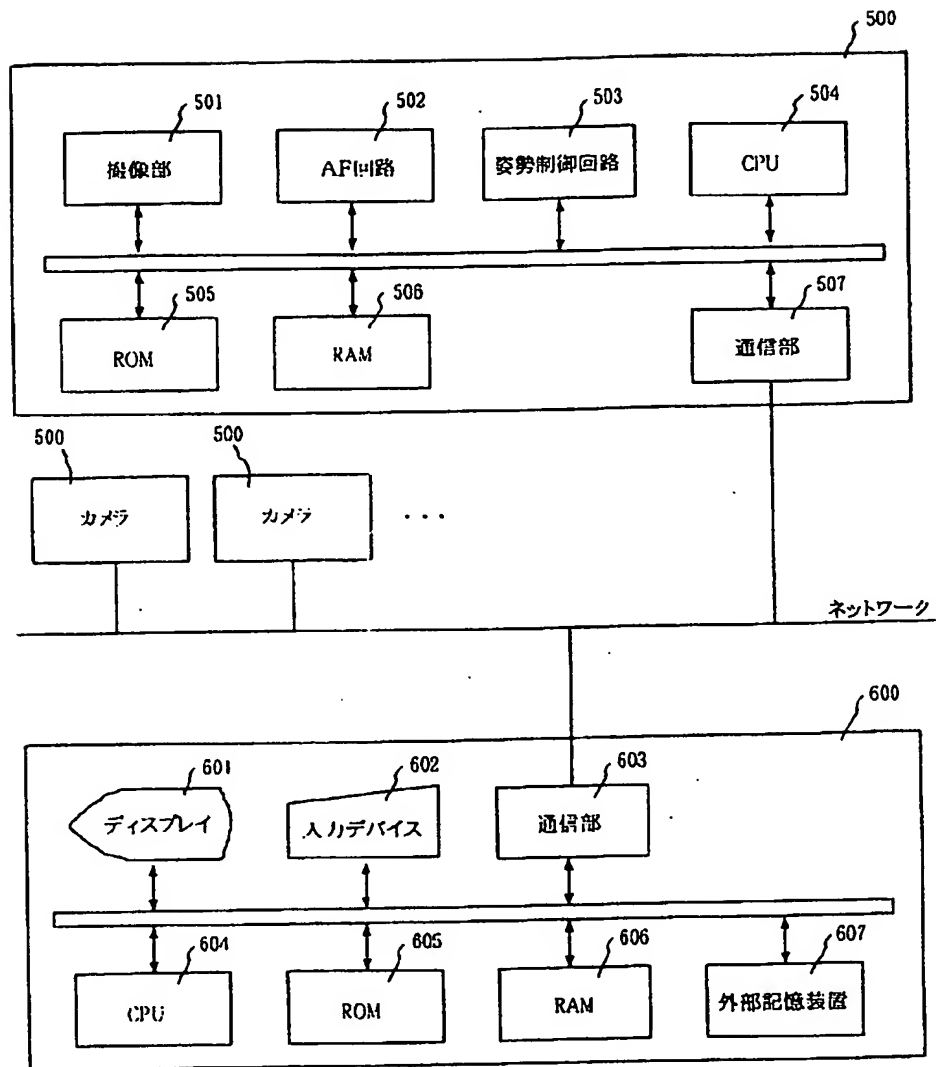 500
501
502
503
504
撮像部
AF回路
姿勢制御回路
CPU
505
506
507
ROM
RAM
通信部
500
500
カメラ
カメラ
...
ネットワーク
600
601
602
603
ディスプレイ
入力デバイス
通信部
604
605
606
607
CPU
ROM
RAM
外部記憶装置